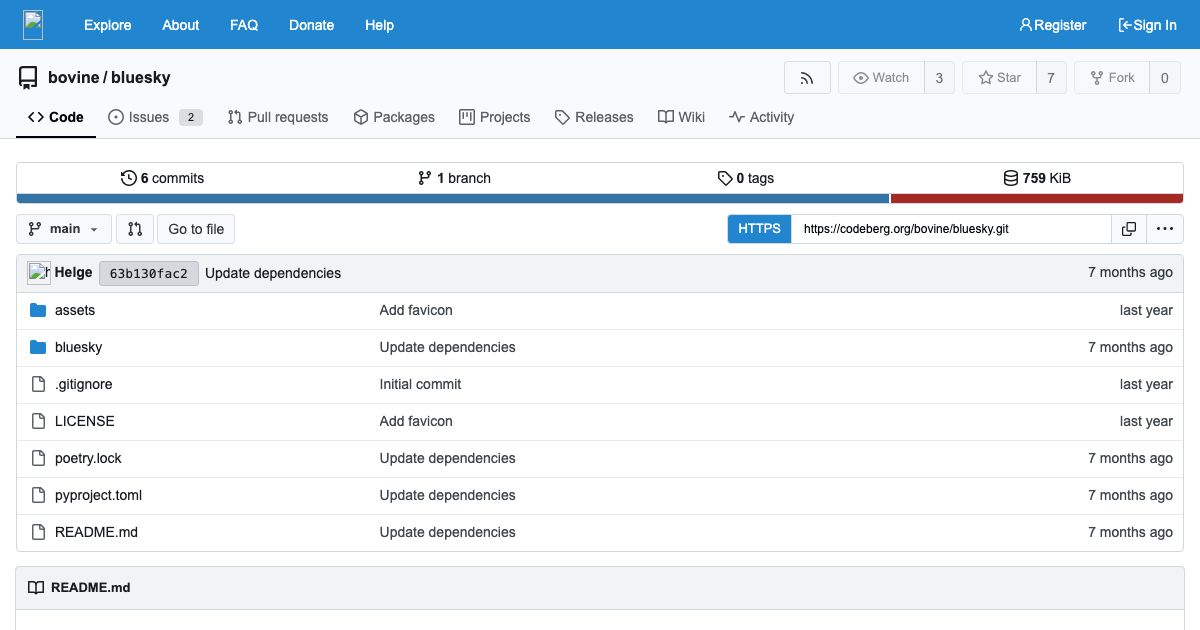 Explore About FAQ Donate Help Register Sign In
bovine / bluesky Watch 3 Star 7 Fork 0
Code Issues 2 Pull requests Packages Projects Releases Wiki Activity
6 commits 1 branch 0 tags 759 KiB
main Go to file HTTPS https://codeberg.org/bovine/bluesky.git
Helge 63b130fac2 Update dependencies 7 months ago
assets Add favicon last year
bluesky Update dependencies 7 months ago
.gitignore Initial commit last year
LICENSE Add favicon last year
poetry.lock Update dependencies 7 months ago
pyproject.toml Update dependencies 7 months ago
README.md Update dependencies 7 months ago
README.md